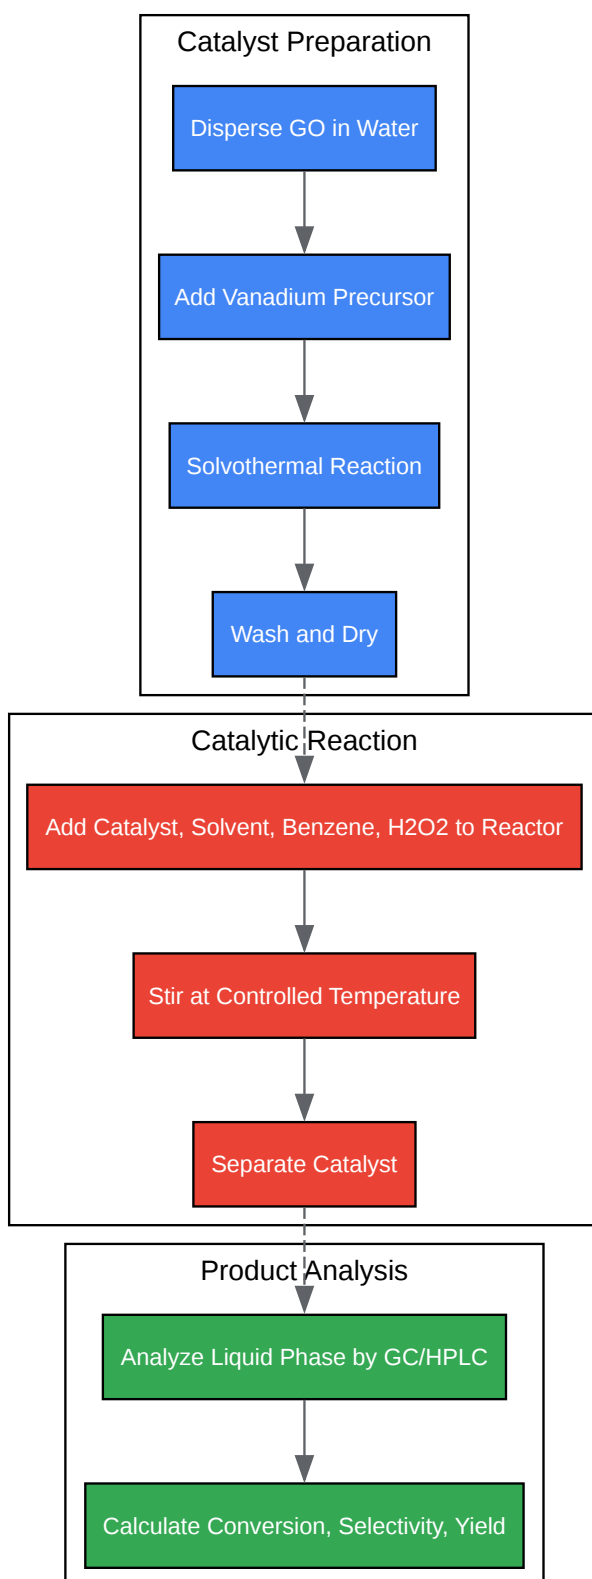 Catalyst Preparation
Disperse GO in Water
Add Vanadium Precursor
Solvothermal Reaction
Wash and Dry
Catalytic Reaction
Add Catalyst, Solvent, Benzene, H2O2 to Reactor
Stir at Controlled Temperature
Separate Catalyst
Product Analysis
Analyze Liquid Phase by GC/HPLC
Calculate Conversion, Selectivity, Yield